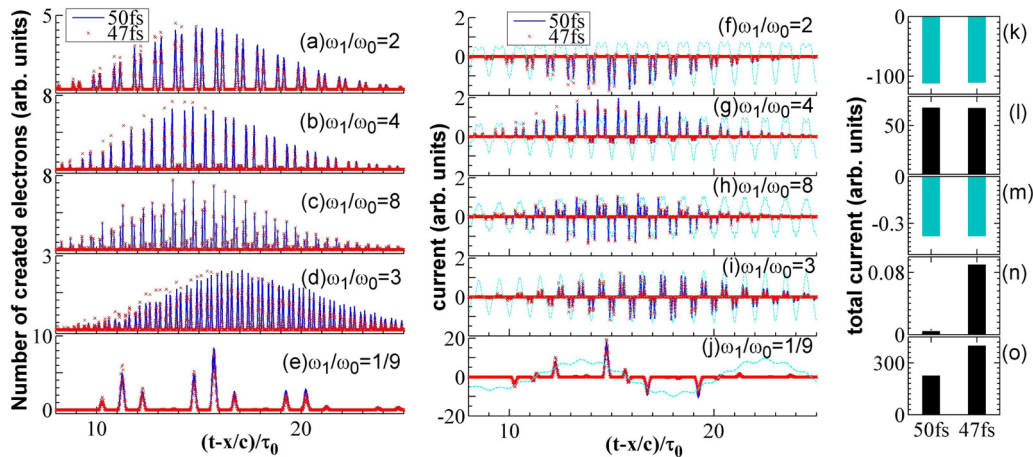 Number of created electrons (arb. units)
50fs
47fs
(a)ω1/ω0=2
5
8
(b)ω1/ω0=4
8
(c)ω1/ω0=8
3
(d)ω1/ω0=3
10
(e)ω1/ω0=1/9
0
10
20
(t-x/c)/τ0
current (arb. units)
50fs
47fs
2
(f)ω1/ω0=2
0
2
(g)ω1/ω0=4
0
2
(h)ω1/ω0=8
0
2
(i)ω1/ω0=3
0
20
(j)ω1/ω0=1/9
0
-20
8
10
20
(t-x/c)/τ0
total current (arb. units)
0
-100
(k)
50
(l)
-0.3
(m)
0.08
0
(n)
300
(o)
50fs
47fs